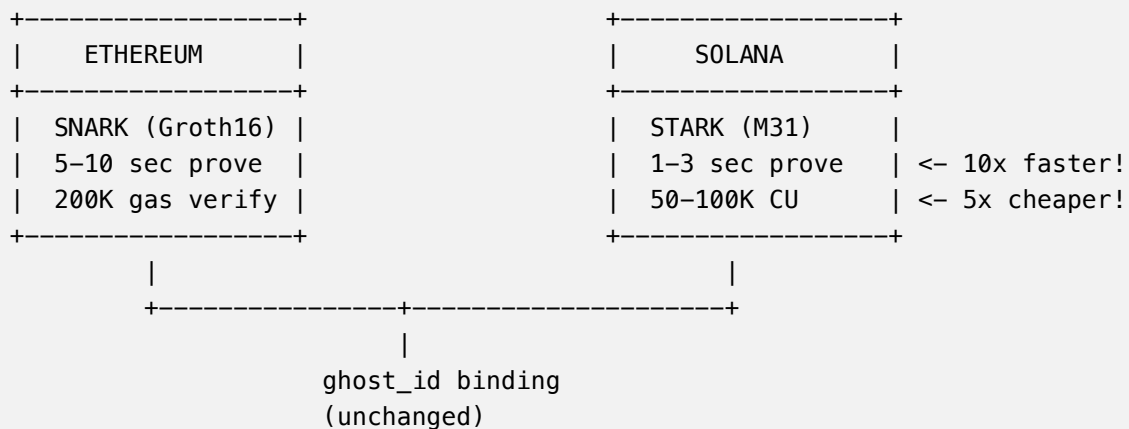 ETHEREUM SOLANA
SNARK (Groth16) STARK (M31)
5–10 sec prove 1–3 sec prove <– 10x faster!
200K gas verify 50–100K CU <– 5x cheaper!
ghost_id binding
(unchanged)